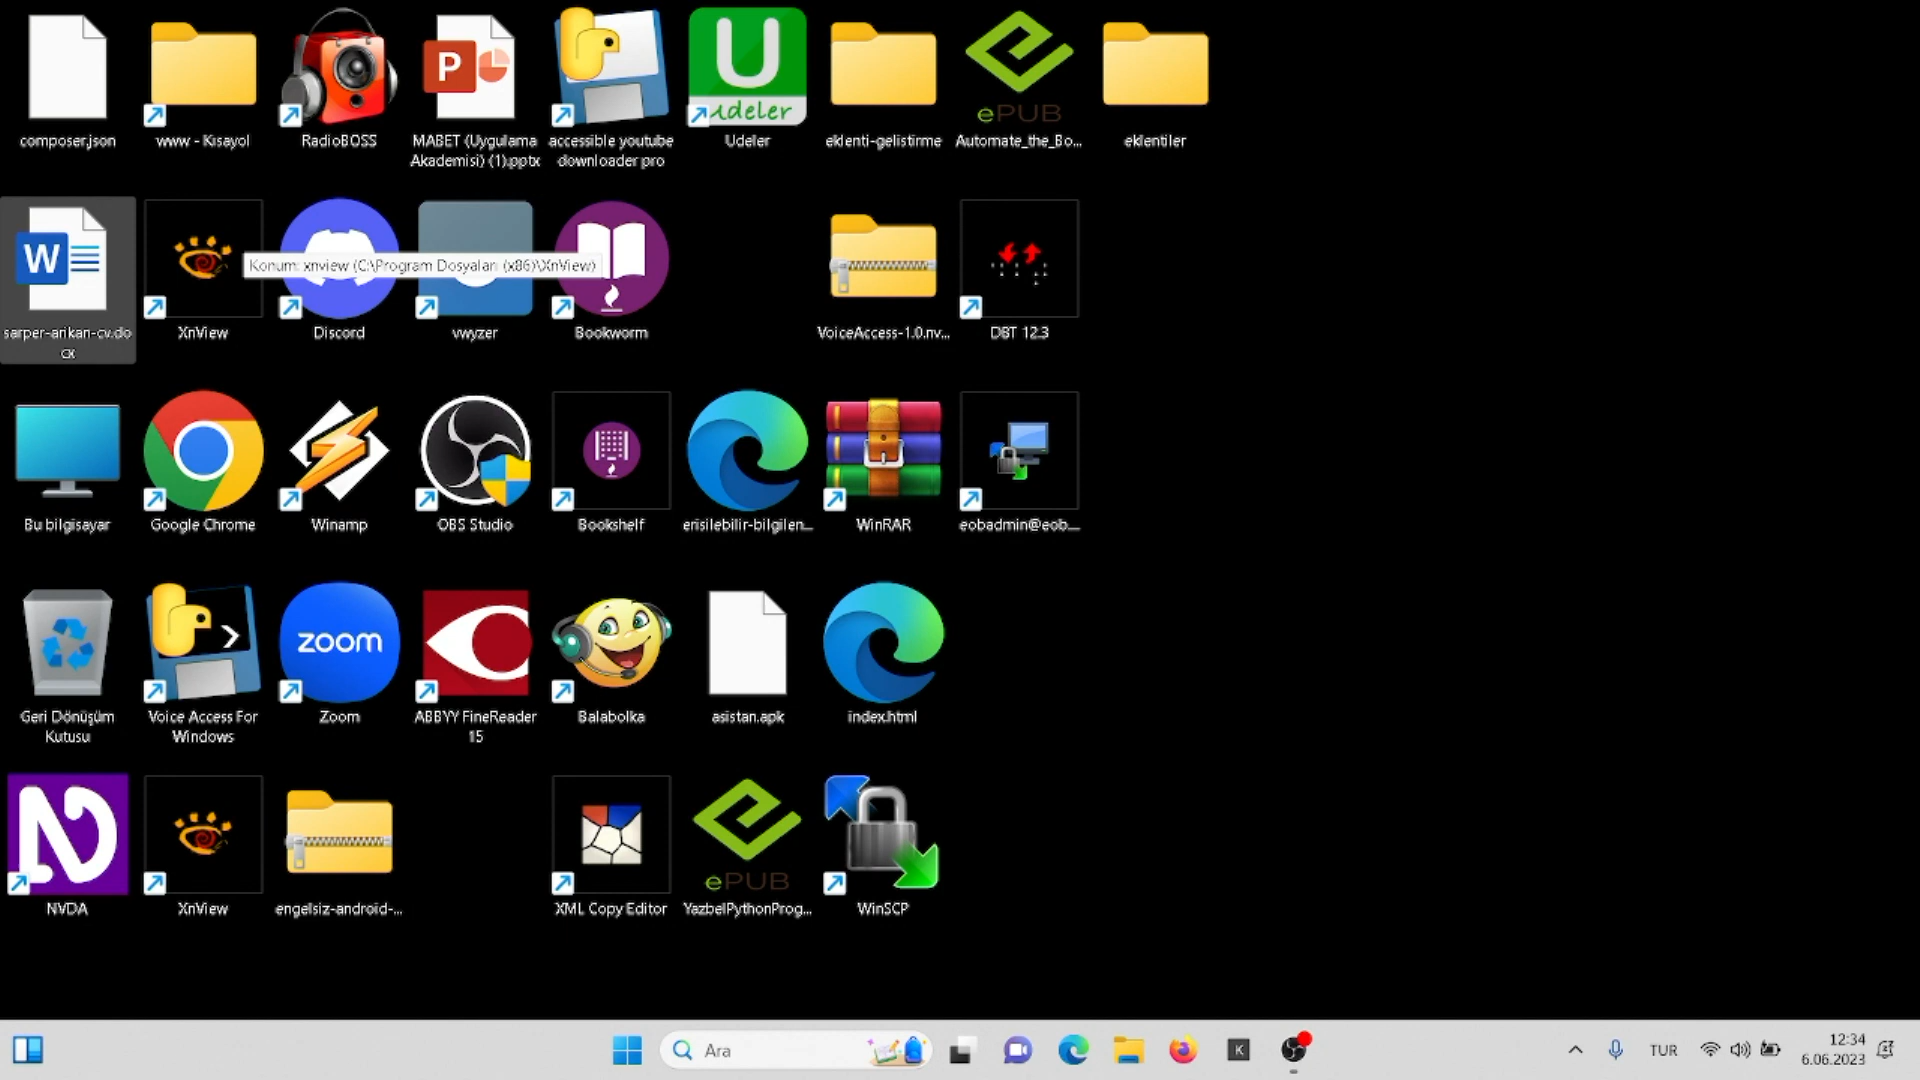 composer.json
www - Kısayol
RadioBOSS
MABET (Uygulama
Akademisi) (1).pptx
accessible youtube
downloader pro
U
Udeler
Udeler
eklenti-gelistirme
ePUB
Automate_the_Bo...
eklentiler
P
W
sarper-arikan-cv.do
cx
XnView
Konum: xnview (C:\Program Dosyaları (x86)\XnView)
Discord
vwyzer
Bookworm
VoiceAccess-1.0.nv...
DBT 12.3
Bu bilgisayar
Google Chrome
Winamp
OBS Studio
Bookshelf
erisilebilir-bilgilen...
WinRAR
eobadmin@eob...
Geri Dönüşüm
Kutusu
Voice Access For
Windows
zoom
Zoom
ABBYY FineReader
15
Balabolka
asistan.apk
index.html
NVDA
XnView
engelsiz-android-...
XML Copy Editor
ePUB
YazbelPythonProg...
WinSCP
Ara
K
TUR
12:34
6.06.2023